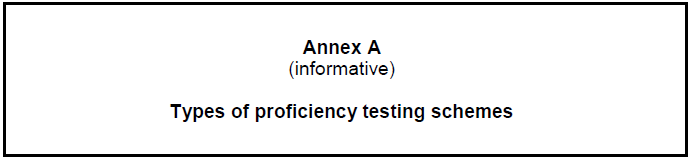 Annex A
(informative)
Types of proficiency testing schemes